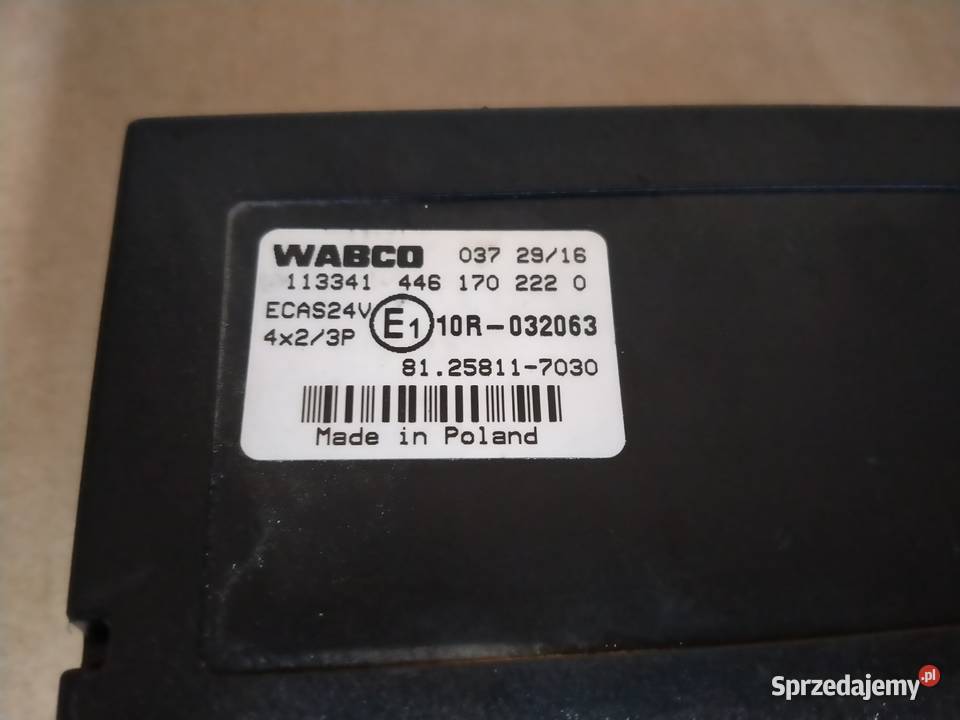 WABCO 037 29/16
113341 446 170 222 0
ECAS24V E1 10R-032063
4x2/3P
81.25811-7030
Made in Poland
Sprzedajemy.pl